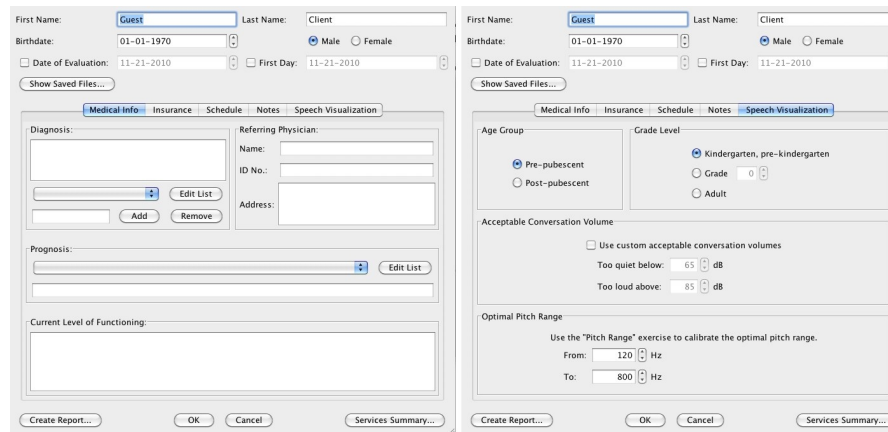 First Name: Guest Last Name: Client
Birthdate: 01-01-1970 Male Female
Date of Evaluation: 11-21-2010 First Day: 11-21-2010
Show Saved Files...
Medical Info Insurance Schedule Notes Speech Visualization
Diagnosis:
Edit List
Add Remove
Referring Physician:
Name:
ID No.:
Address:
Prognosis:
Edit List
Current Level of Functioning:
Create Report... OK Cancel Services Summary...
First Name: Guest Last Name: Client
Birthdate: 01-01-1970 Male Female
Date of Evaluation: 11-21-2010 First Day: 11-21-2010
Show Saved Files...
Medical Info Insurance Schedule Notes Speech Visualization
Age Group
Pre-pubescent
Post-pubescent
Grade Level
Kindergarten, pre-kindergarten
Grade 0
Adult
Acceptable Conversation Volume
Use custom acceptable conversation volumes
Too quiet below: 65 dB
Too loud above: 85 dB
Optimal Pitch Range
Use the "Pitch Range" exercise to calibrate the optimal pitch range.
From: 120 Hz
To: 800 Hz
Create Report... OK Cancel Services Summary...